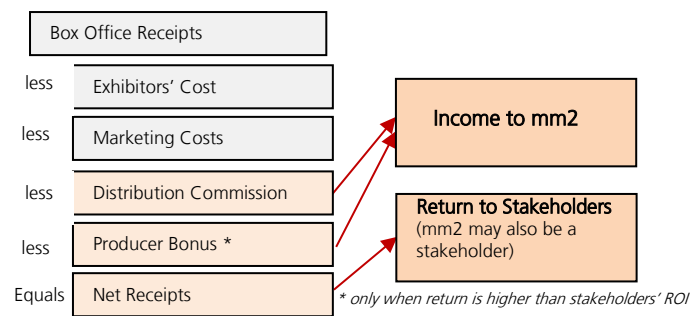 Box Office Receipts
less Exhibitors' Cost
less Marketing Costs
less Distribution Commission
less Producer Bonus *
Equals Net Receipts
Income to mm2
Return to Stakeholders
(mm2 may also be a
stakeholder)
* only when return is higher than stakeholders' ROI